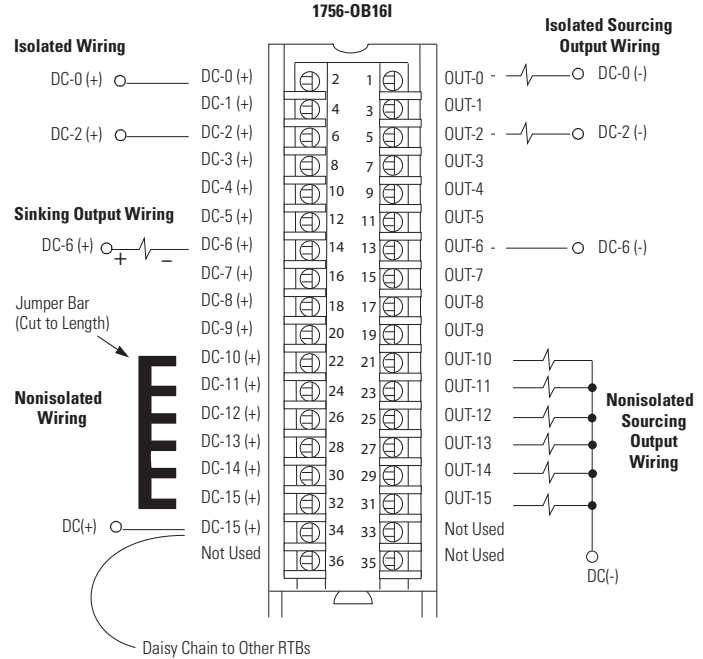 1756-OB16I
Isolated Wiring
Isolated Sourcing
Output Wiring
DC-0 (+) DC-0 (+) 2 1 OUT-0 DC-0 (-)
DC-1 (+) 4 3 OUT-1
DC-2 (+) DC-2 (+) 6 5 OUT-2 DC-2 (-)
DC-3 (+) 8 7 OUT-3
DC-4 (+) 10 9 OUT-4
Sinking Output Wiring
DC-5 (+) 12 11 OUT-5
DC-6 (+) + – DC-6 (+) 14 13 OUT-6 DC-6 (-)
DC-7 (+) 16 15 OUT-7
Jumper Bar
(Cut to Length)
DC-8 (+) 18 17 OUT-8
DC-9 (+) 20 19 OUT-9
DC-10 (+) 22 21 OUT-10
DC-11 (+) 24 23 OUT-11
Nonisolated
Wiring
DC-12 (+) 26 25 OUT-12
DC-13 (+) 28 27 OUT-13
Nonisolated
Sourcing
Output
Wiring
DC-14 (+) 30 29 OUT-14
DC-15 (+) 32 31 OUT-15
DC(+) DC-15 (+) 34 33 Not Used
Not Used 36 35 Not Used
DC(-)
Daisy Chain to Other RTBs